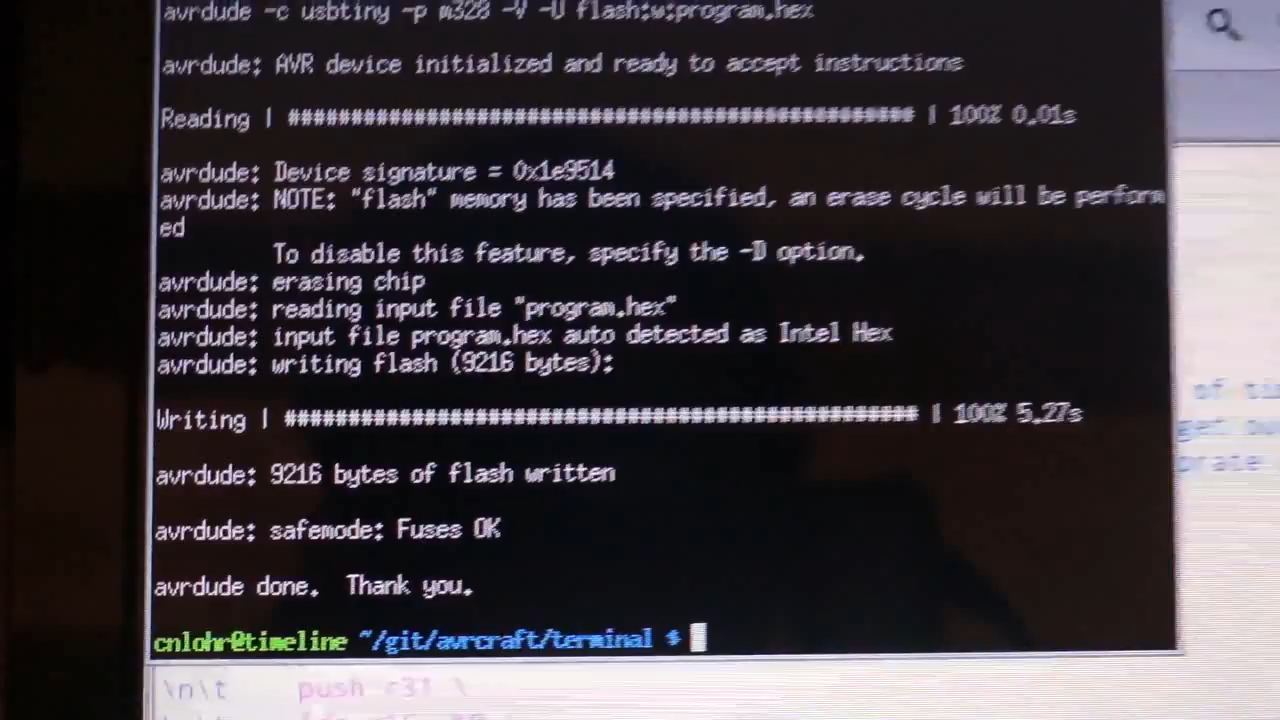 avrdude -c usbtiny -p m328 -V -U flash:w:program.hex
avrdude: AVR device initialized and ready to accept instructions
Reading | ################################################## | 100% 0.01s
avrdude: Device signature = 0x1e9514
avrdude: NOTE: "flash" memory has been specified, an erase cycle will be perform
ed
To disable this feature, specify the -D option.
avrdude: erasing chip
avrdude: reading input file "program.hex"
avrdude: input file program.hex auto detected as Intel Hex
avrdude: writing flash (9216 bytes):
Writing | ################################################## | 100% 5.27s
avrdude: 9216 bytes of flash written
avrdude: safemode: Fuses OK
avrdude done.  Thank you.
cnlohr@timeline ~/git/avrcraft/terminal $
of
\n\t push r31 \